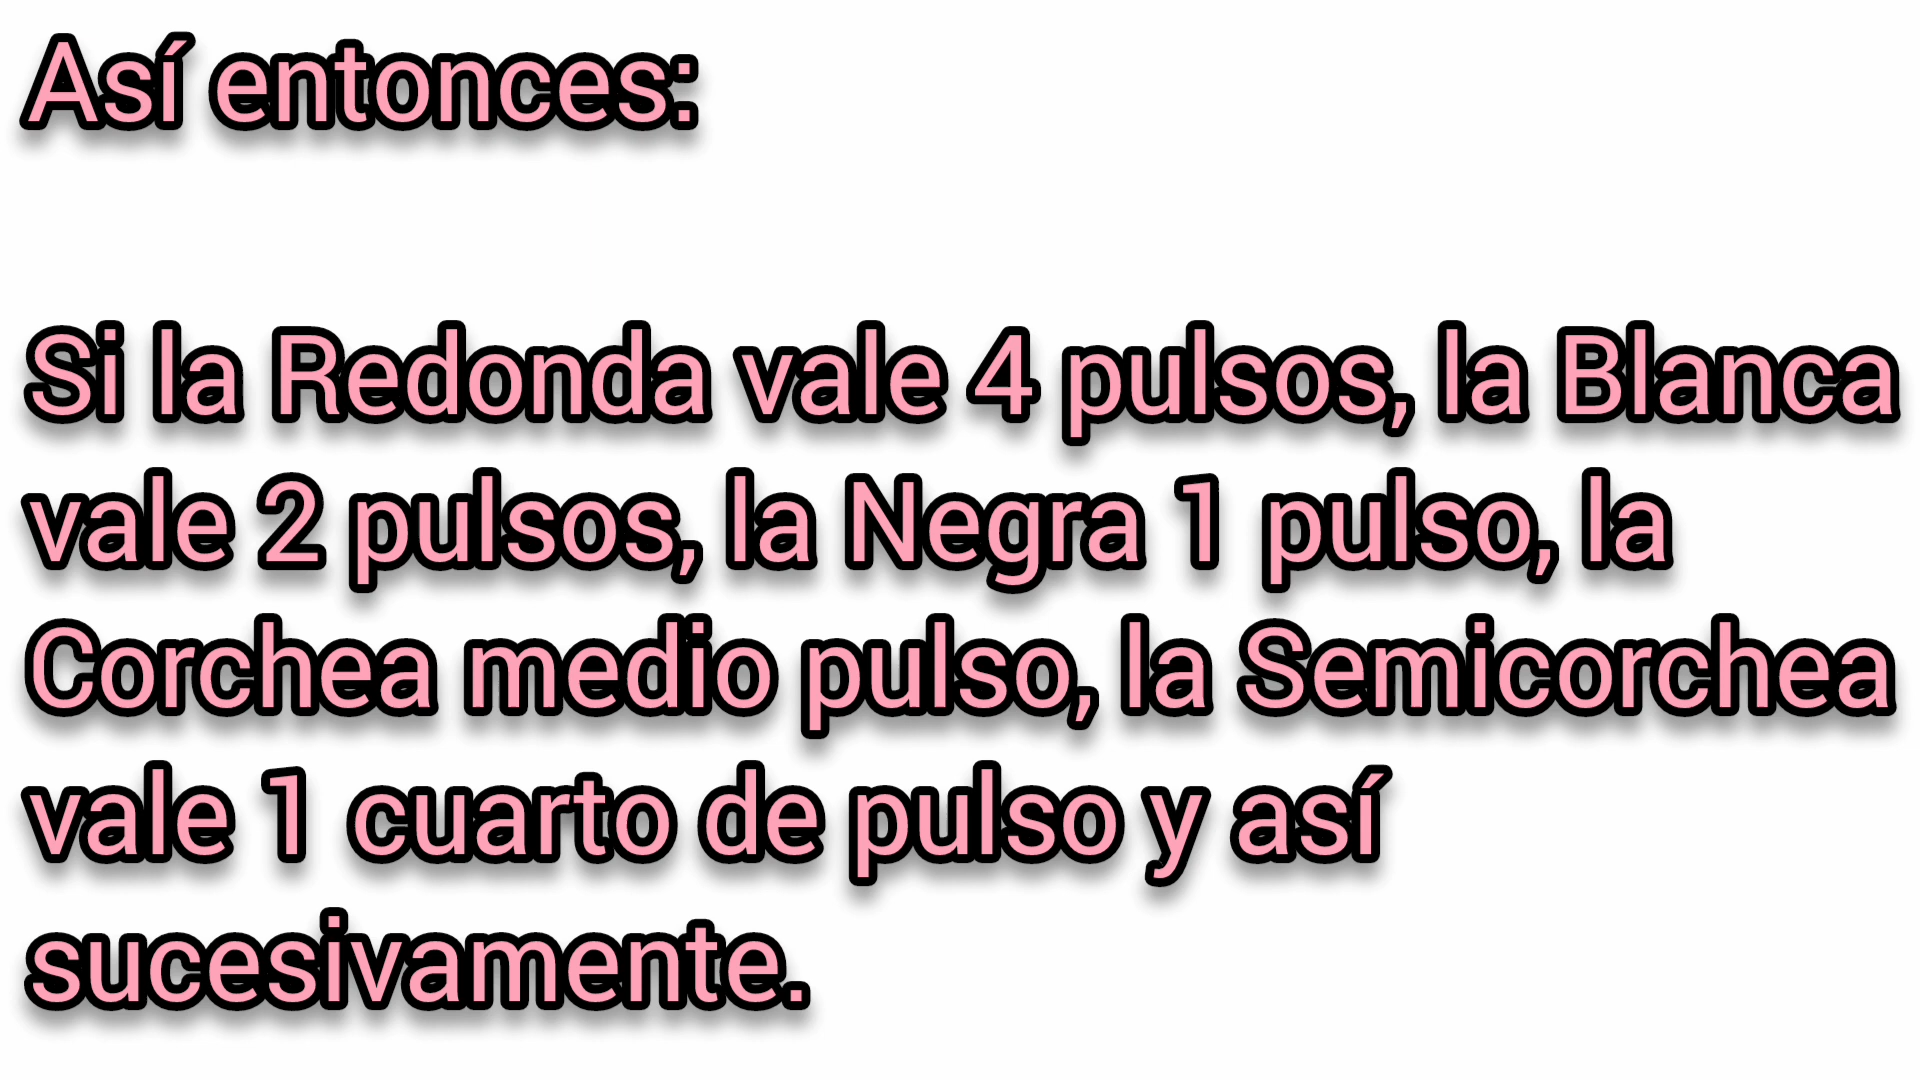 Así entonces:
Si la Redonda vale 4 pulsos, la Blanca
vale 2 pulsos, la Negra 1 pulso, la
Corchea medio pulso, la Semicorchea
vale 1 cuarto de pulso y así
sucesivamente.